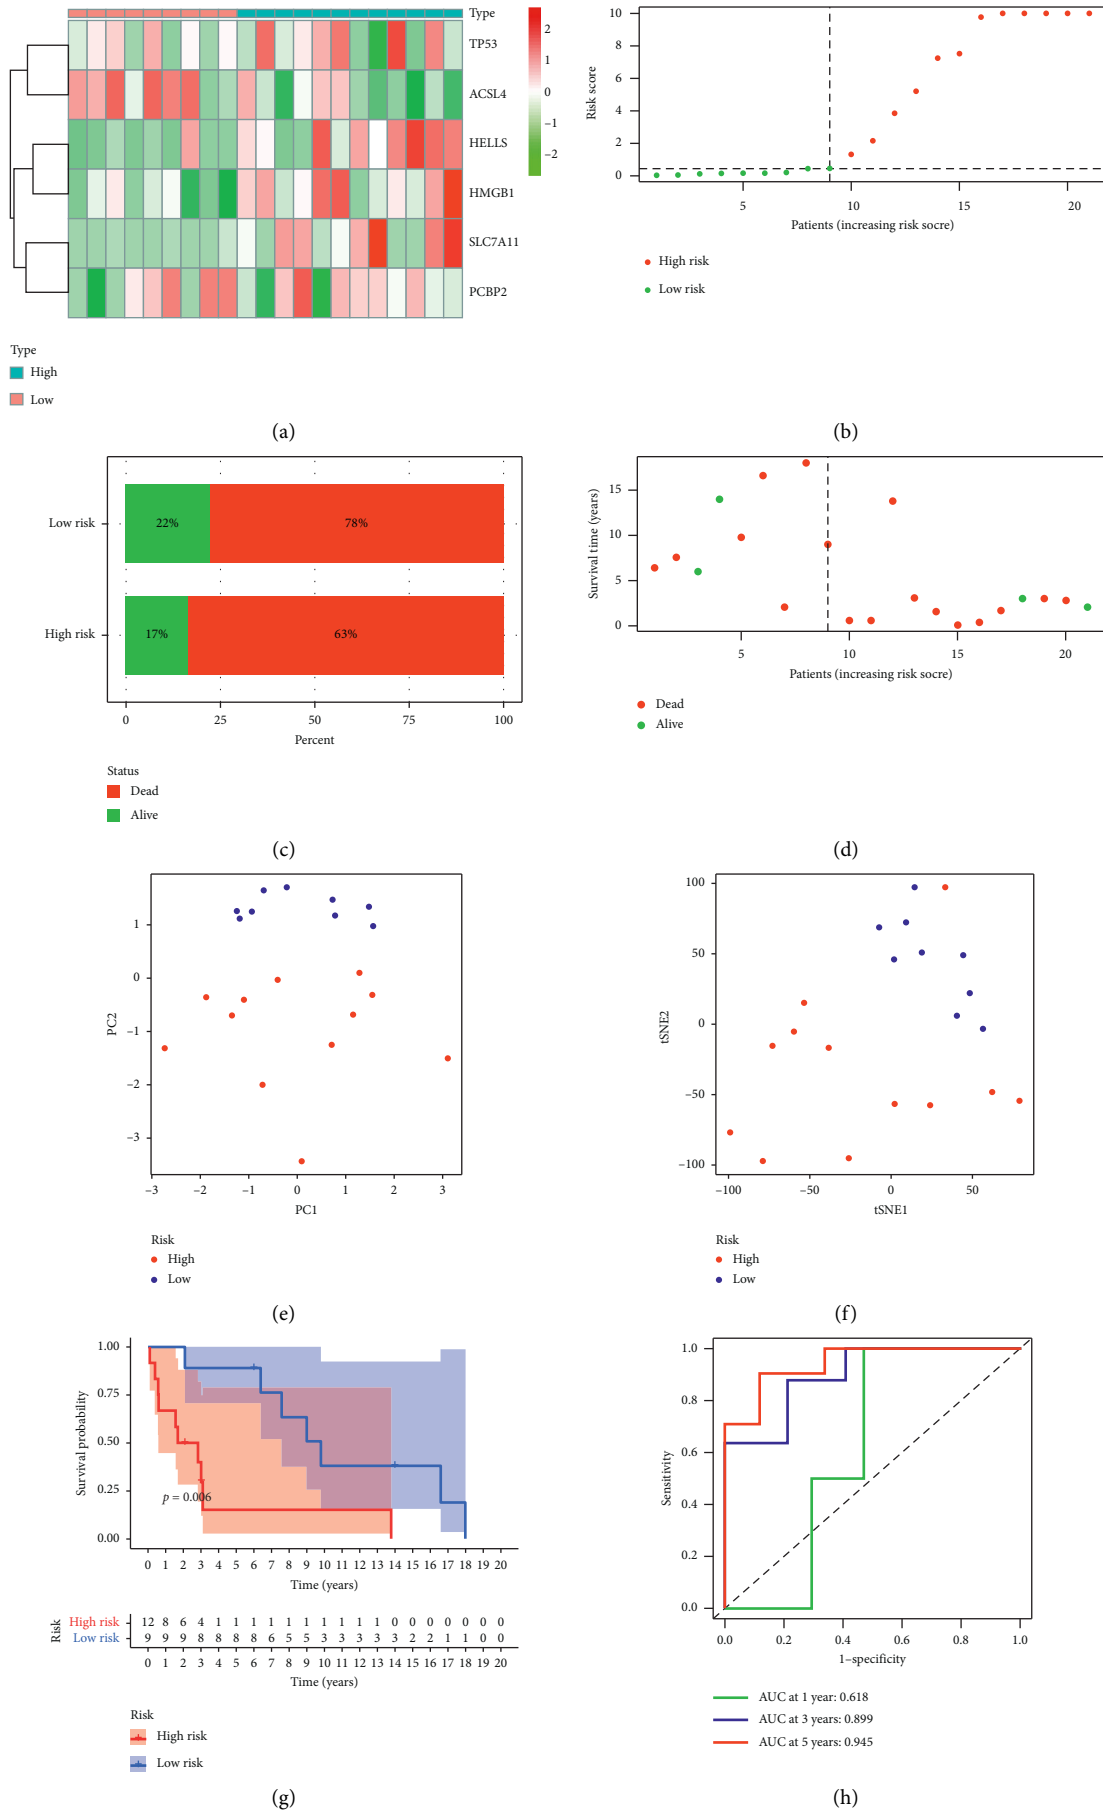 Type
TP53
ACSL4
HELLS
HMGB1
SLC7A11
PCBP2
2
1
0
−1
−2
Type
High
Low
(a)
10
8
6
4
2
0
Risk score
5 10 15 20
Patients (increasing risk socre)
High risk
Low risk
(b)
Low risk
High risk
22% 78%
17% 63%
0 25 50 75 100
Percent
Status
Dead
Alive
(c)
15
10
5
0
Survival time (years)
5 10 15 20
Patients (increasing risk socre)
Dead
Alive
(d)
1
0
−1
−2
−3
PC2
−3 −2 −1 0 1 2 3
PC1
Risk
High
Low
(e)
100
50
0
−50
−100
tSNE2
−100 −50 0 50
tSNE1
Risk
High
Low
(f)
1.00
0.75
0.50
0.25
0.00
Survival probability
p = 0.006
0 1 2 3 4 5 6 7 8 9 10 11 12 13 14 15 16 17 18 19 20
Time (years)
Risk
High risk 12 8 6 4 1 1 1 1 1 1 1 1 1 1 0 0 0 0 0 0 0
Low risk 9 9 9 8 8 8 8 6 5 5 3 3 3 3 3 2 2 1 1 0 0
0 1 2 3 4 5 6 7 8 9 10 11 12 13 14 15 16 17 18 19 20
Time (years)
Risk
High risk
Low risk
(g)
1.0
0.8
0.6
0.4
0.2
0.0
Sensitivity
0.0 0.2 0.4 0.6 0.8 1.0
1−specificity
AUC at 1 year: 0.618
AUC at 3 years: 0.899
AUC at 5 years: 0.945
(h)